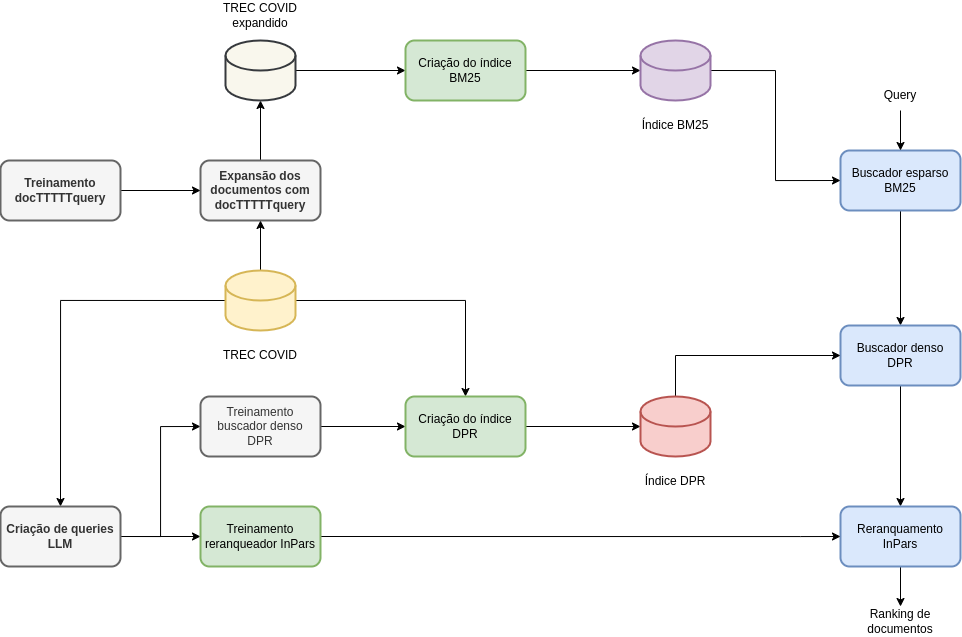 TREC COVID
expandido
Criação do índice
BM25
Índice BM25
Query
Treinamento
docTTTTTquery
Expansão dos
documentos com
docTTTTTquery
Buscador esparso
BM25
TREC COVID
Buscador denso
DPR
Treinamento
buscador denso
DPR
Criação do índice
DPR
Índice DPR
Criação de queries
LLM
Treinamento
reranqueador InPars
Reranquamento
InPars
Ranking de
documentos